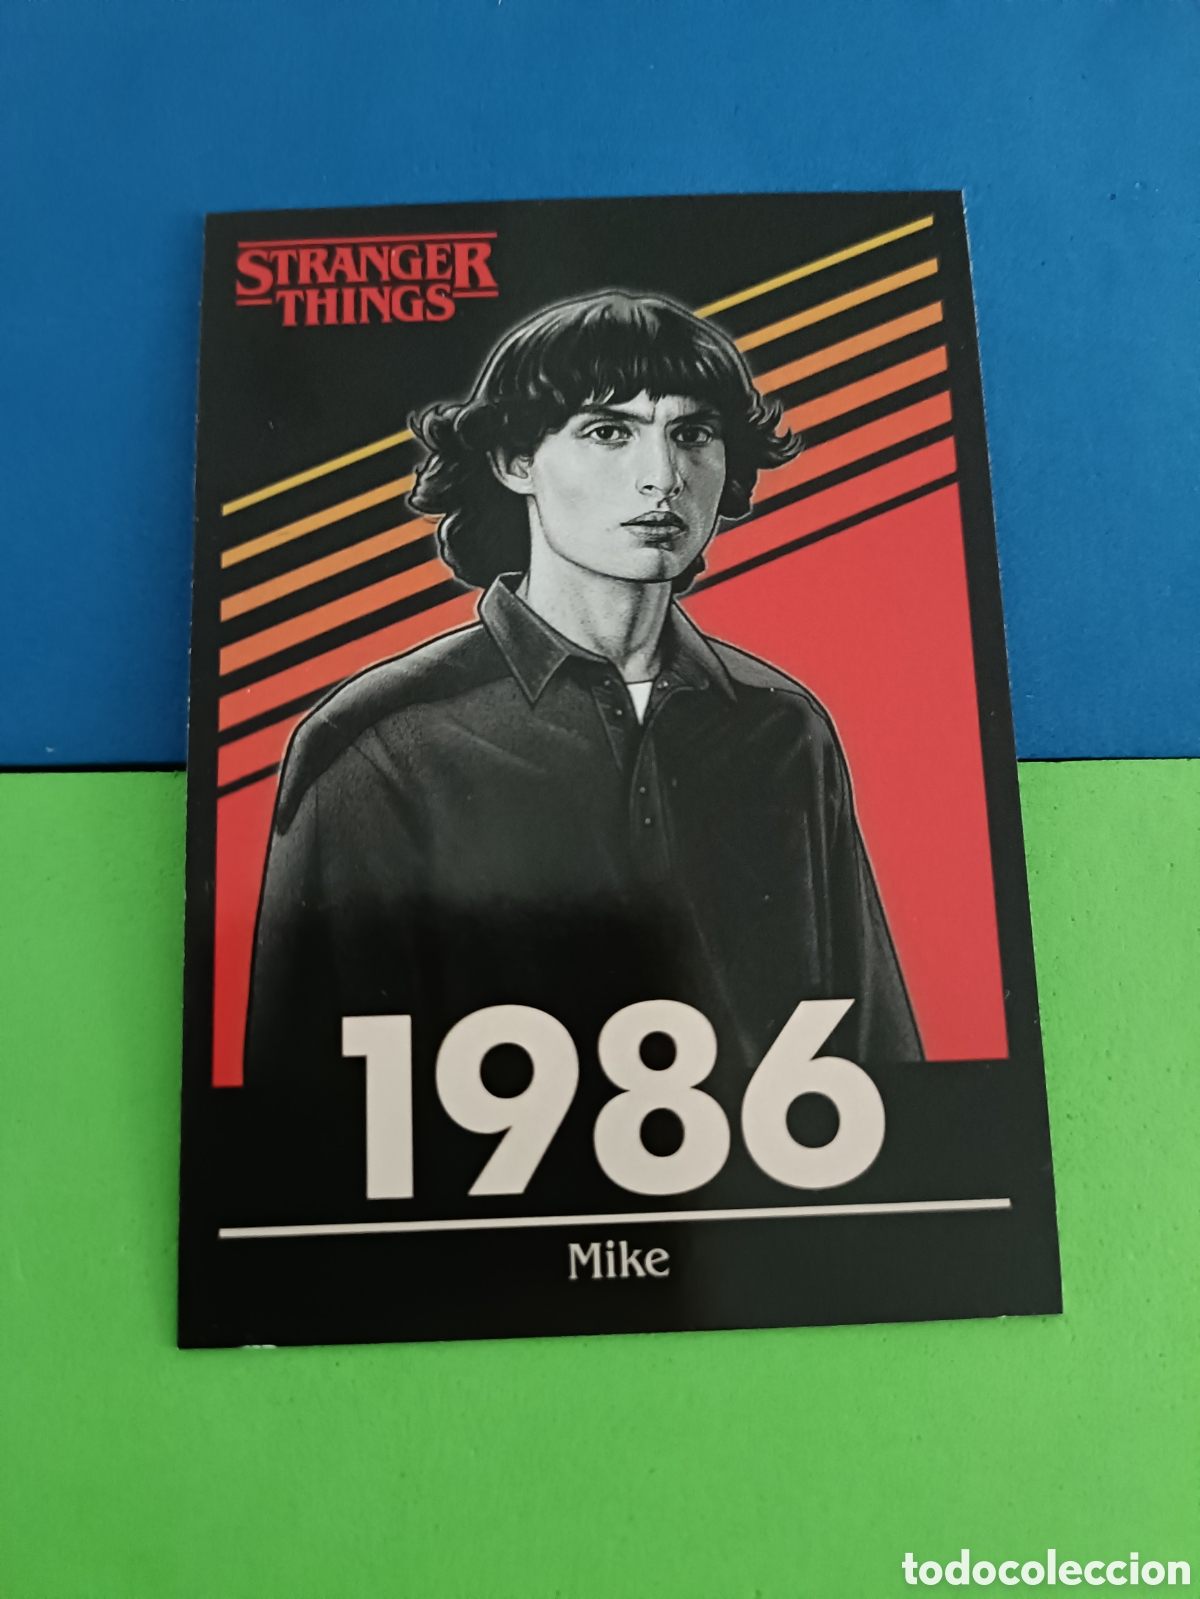 STRANGER
THINGS
1986
Mike
todocoleccion